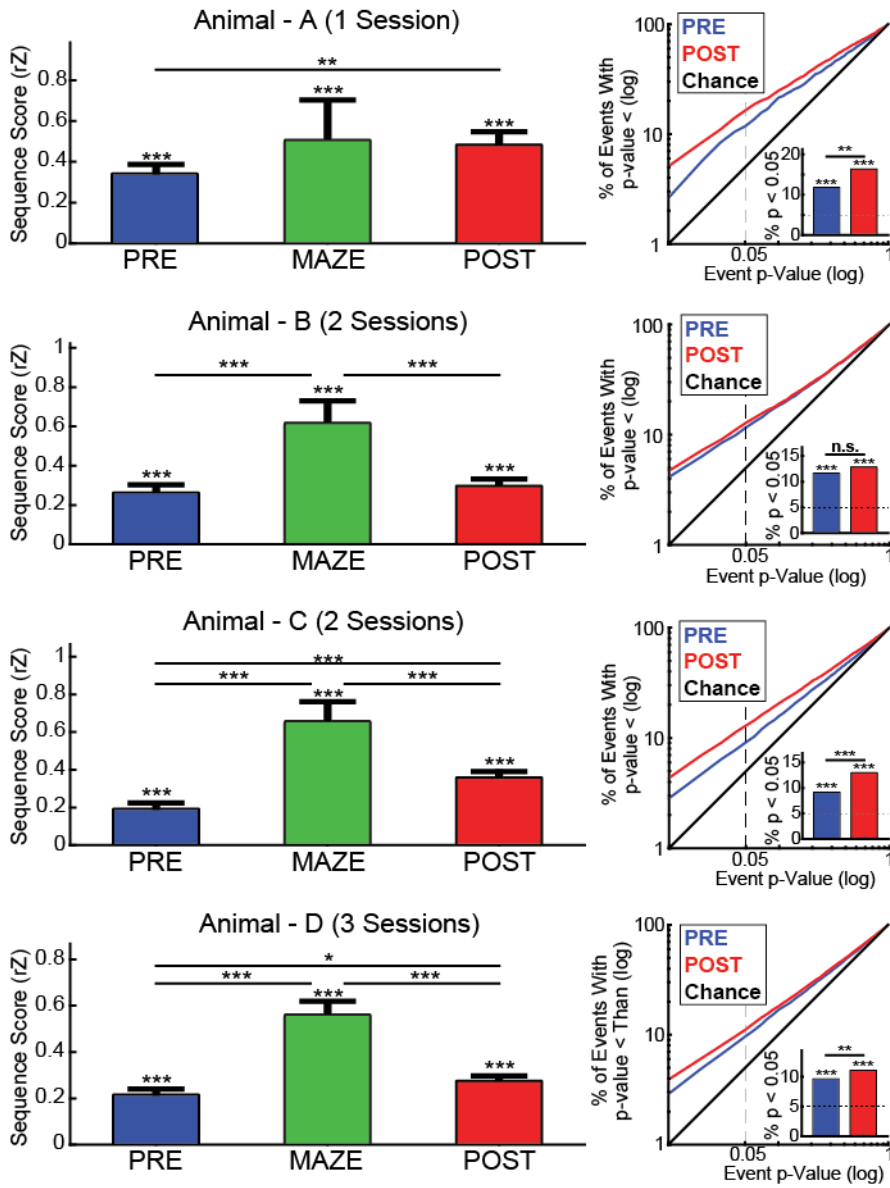 Animal - A (1 Session)
Sequence Score (rZ)
0.8
0.6
0.4
0.2
0
**
***
***
***
PRE
MAZE
POST
% of Events With
p-value < (log)
100
10
1
PRE
POST
Chance
% p < 0.05
20
15
10
5
0
**
***
***
0.05
1
Event p-Value (log)
Animal - B (2 Sessions)
Sequence Score (rZ)
1
0.8
0.6
0.4
0.2
0
***
***
***
***
***
PRE
MAZE
POST
% of Events With
p-value < (log)
100
10
1
PRE
POST
Chance
% p < 0.05
15
10
5
0
n.s.
***
***
0.05
1
Event p-Value (log)
Animal - C (2 Sessions)
Sequence Score (rZ)
1
0.8
0.6
0.4
0.2
0
***
***
***
***
***
***
PRE
MAZE
POST
% of Events With
p-value < (log)
100
10
1
PRE
POST
Chance
% p < 0.05
15
10
5
0
***
***
***
0.05
1
Event p-Value (log)
Animal - D (3 Sessions)
Sequence Score (rZ)
0.8
0.6
0.4
0.2
0
*
***
***
***
***
***
PRE
MAZE
POST
% of Events With
p-value < Than (log)
100
10
1
PRE
POST
Chance
% p < 0.05
10
5
0
**
***
***
0.05
1
Event p-Value (log)